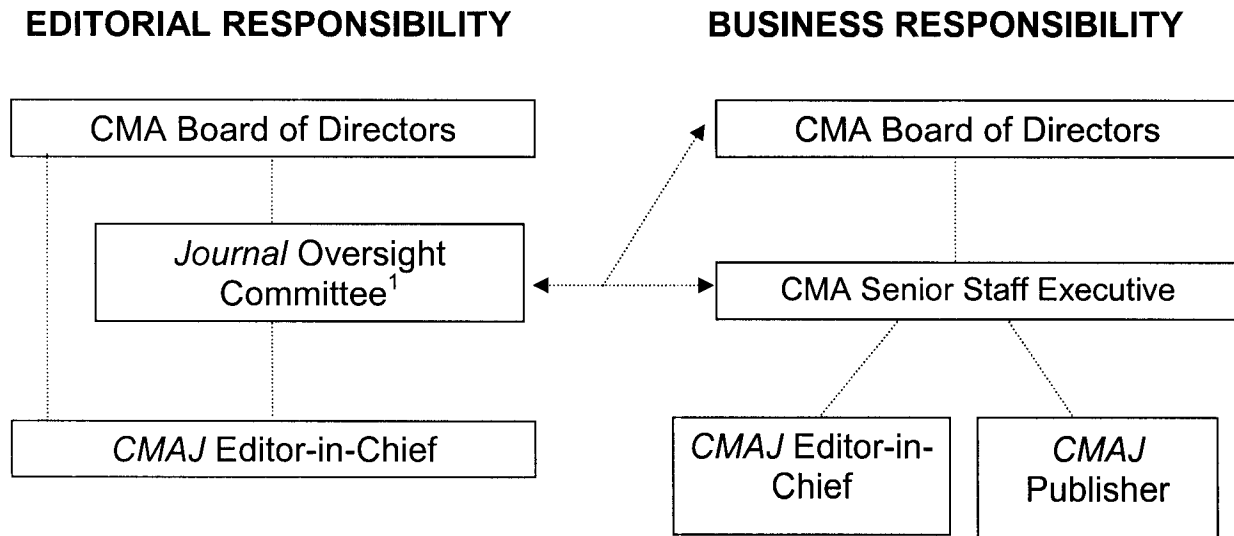 EDITORIAL RESPONSIBILITY
CMA Board of Directors
Journal Oversight
Committee1
CMAJ Editor-in-Chief
BUSINESS RESPONSIBILITY
CMA Board of Directors
CMA Senior Staff Executive
CMAJ Editor-in-
Chief
CMAJ
Publisher